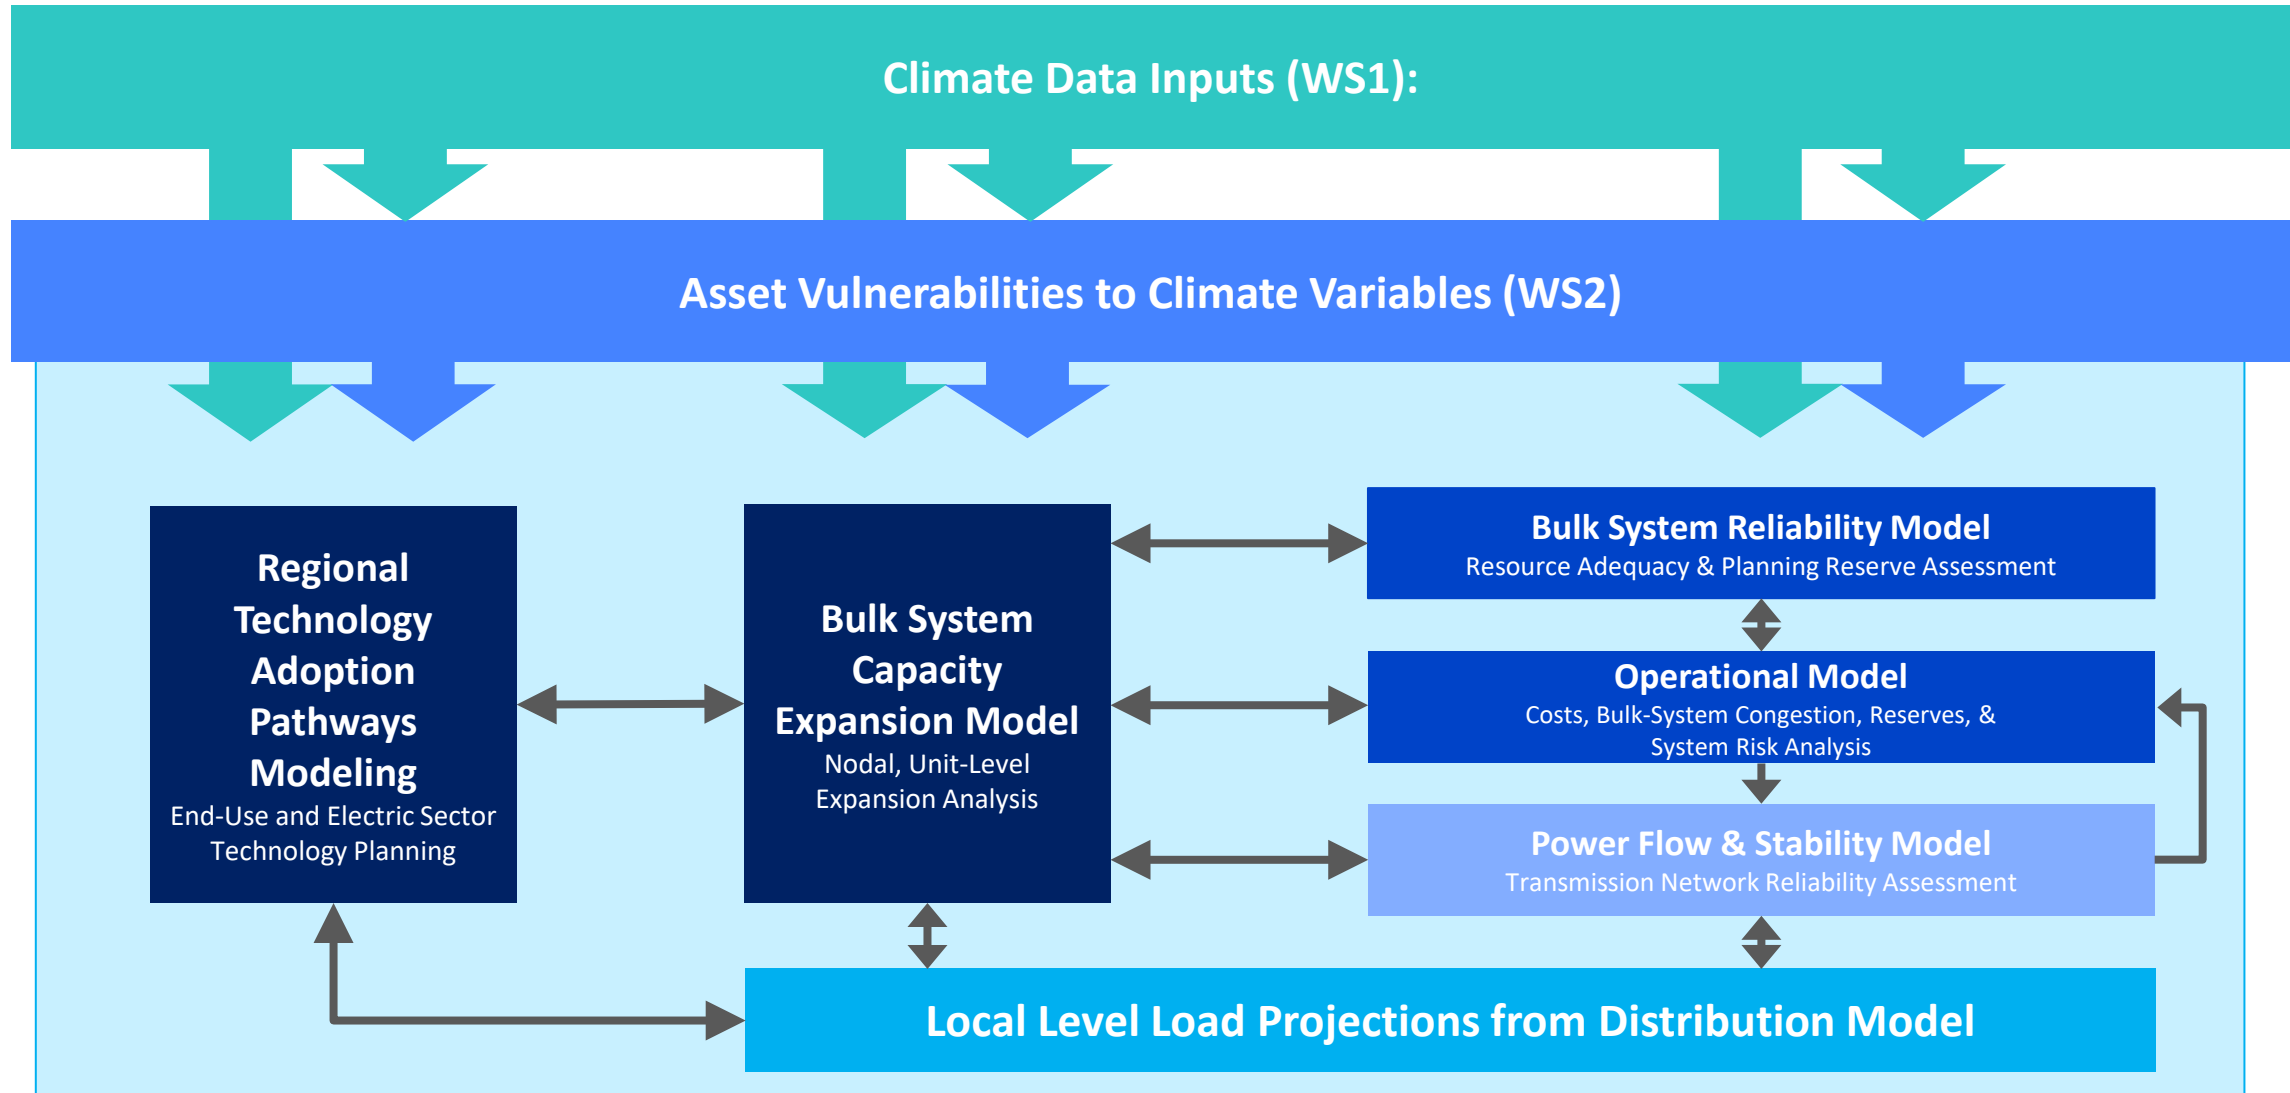 Climate Data Inputs (WS1):
Asset Vulnerabilities to Climate Variables (WS2)
Regional
Technology
Adoption
Pathways
Modeling
End-Use and Electric Sector
Technology Planning
Bulk System
Capacity
Expansion Model
Nodal, Unit-Level
Expansion Analysis
Bulk System Reliability Model
Resource Adequacy & Planning Reserve Assessment
Operational Model
Costs, Bulk-System Congestion, Reserves, &
System Risk Analysis
Power Flow & Stability Model
Transmission Network Reliability Assessment
Local Level Load Projections from Distribution Model